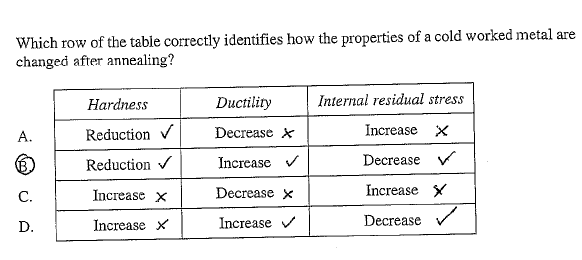 Which row of the table correctly identifies how the properties of a cold worked metal are
changed after annealing?
Hardness Ductility Internal residual stress
A. Reduction ✓ Decrease ✗ Increase ✗
B. Reduction ✓ Increase ✓ Decrease ✓
C. Increase ✗ Decrease ✗ Increase ✗
D. Increase ✗ Increase ✓ Decrease ✓